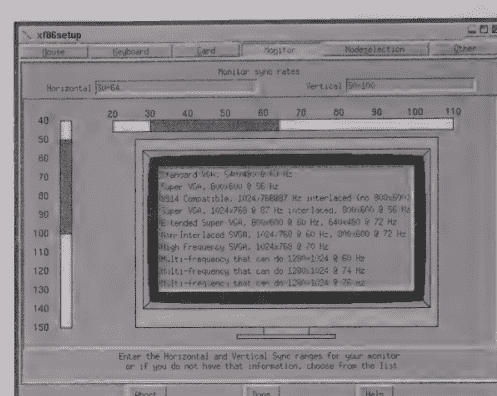 xf86setup
Mouse Keyboard Card Monitor Modeselection Other
Monitor sync rates
Horizontal 30-64 Vertical 50-100
20 30 40 50 60 70 80 90 100 110
40
50
60
70
80
90
100
110
120
130
140
150
Standard VGA, 640x480 @ 60 Hz
Super VGA, 800x600 @ 56 Hz
8514 Compatible, 1024x768@87 Hz interlaced (no 800x600)
Super VGA, 1024x768 @ 87 Hz interlaced, 800x600 @ 56 Hz
Extended Super VGA, 800x600 @ 60 Hz, 640x480 @ 72 Hz
Non-Interlaced SVGA, 1024x768 @ 60 Hz, 800x600 @ 72 Hz
High Frequency SVGA, 1024x768 @ 70 Hz
Multi-frequency that can do 1280x1024 @ 60 Hz
Multi-frequency that can do 1280x1024 @ 74 Hz
Multi-frequency that can do 1280x1024 @ 76 Hz
Enter the Horizontal and Vertical Sync ranges for your monitor
or if you do not have that information, choose from the list
Abort Done Help